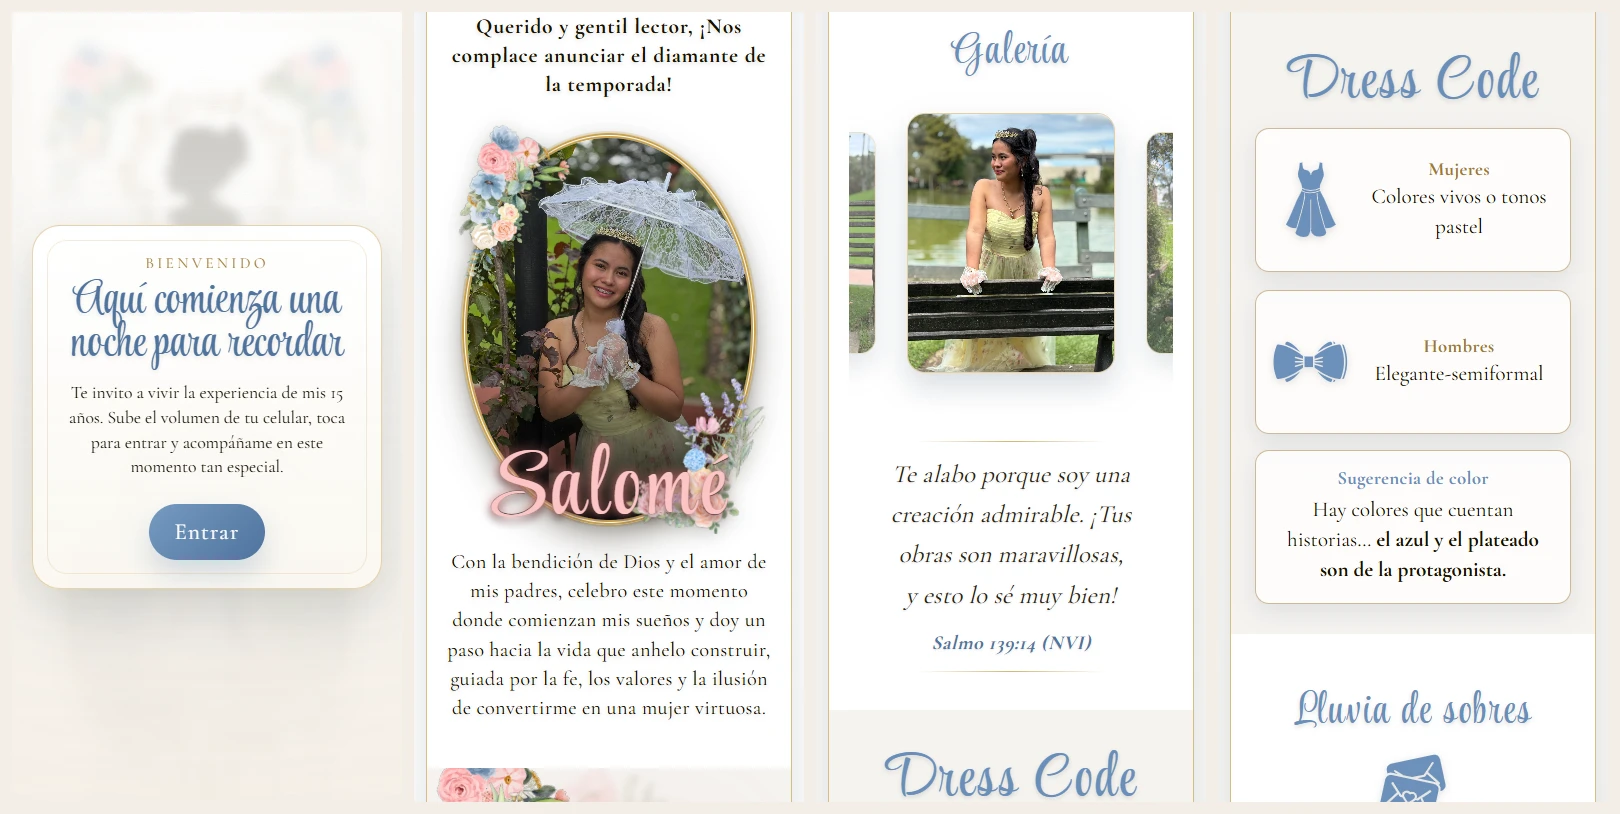 BIENVENIDO
Aquí comienza una
noche para recordar
Te invito a vivir la experiencia de mis 15
años. Sube el volumen de tu celular, toca
para entrar y acompáñame en este
momento tan especial.
Entrar
Querido y gentil lector, ¡Nos
complace anunciar el diamante de
la temporada!
Salomé
Con la bendición de Dios y el amor de
mis padres, celebro este momento
donde comienzan mis sueños y doy un
paso hacia la vida que anhelo construir,
guiada por la fe, los valores y la ilusión
de convertirme en una mujer virtuosa.
Galería
Te alabo porque soy una
creación admirable. ¡Tus
obras son maravillosas,
y esto lo sé muy bien!
Salmo 139:14 (NVI)
Dress Code
Dress Code
Mujeres
Colores vivos o tonos
pastel
Hombres
Elegante-semiformal
Sugerencia de color
Hay colores que cuentan
historias... el azul y el plateado
son de la protagonista.
Lluvia de sobres